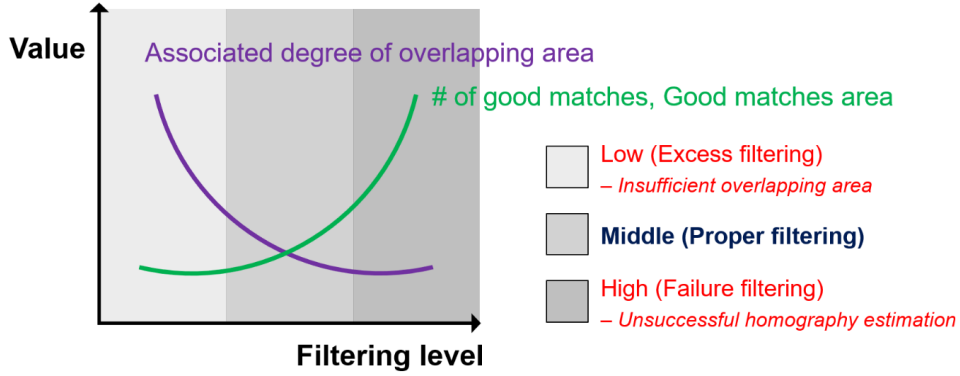 Value
Associated degree of overlapping area
# of good matches, Good matches area
Low (Excess filtering)
– Insufficient overlapping area
Middle (Proper filtering)
High (Failure filtering)
– Unsuccessful homography estimation
Filtering level